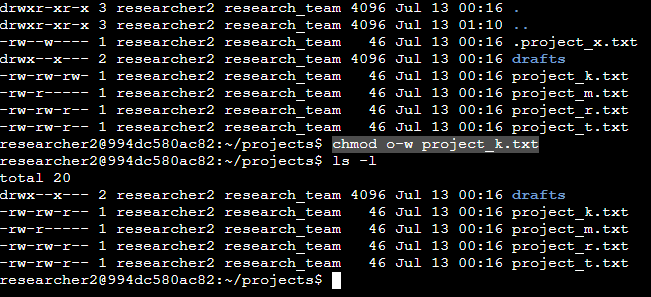 drwxr-xr-x 3 researcher2 research_team 4096 Jul 13 00:16 .
drwxr-xr-x 3 researcher2 research_team 4096 Jul 13 01:10 ..
-rw--w---- 1 researcher2 research_team   46 Jul 13 00:16 .project_x.txt
drwx--x--- 2 researcher2 research_team 4096 Jul 13 00:16 drafts
-rw-rw-rw- 1 researcher2 research_team   46 Jul 13 00:16 project_k.txt
-rw-r----- 1 researcher2 research_team   46 Jul 13 00:16 project_m.txt
-rw-rw-r-- 1 researcher2 research_team   46 Jul 13 00:16 project_r.txt
-rw-rw-r-- 1 researcher2 research_team   46 Jul 13 00:16 project_t.txt
researcher2@994dc580ac82:~/projects$ chmod o-w project_k.txt
researcher2@994dc580ac82:~/projects$ ls -l
total 20
drwx--x--- 2 researcher2 research_team 4096 Jul 13 00:16 drafts
-rw-rw-r-- 1 researcher2 research_team   46 Jul 13 00:16 project_k.txt
-rw-r----- 1 researcher2 research_team   46 Jul 13 00:16 project_m.txt
-rw-rw-r-- 1 researcher2 research_team   46 Jul 13 00:16 project_r.txt
-rw-rw-r-- 1 researcher2 research_team   46 Jul 13 00:16 project_t.txt
researcher2@994dc580ac82:~/projects$